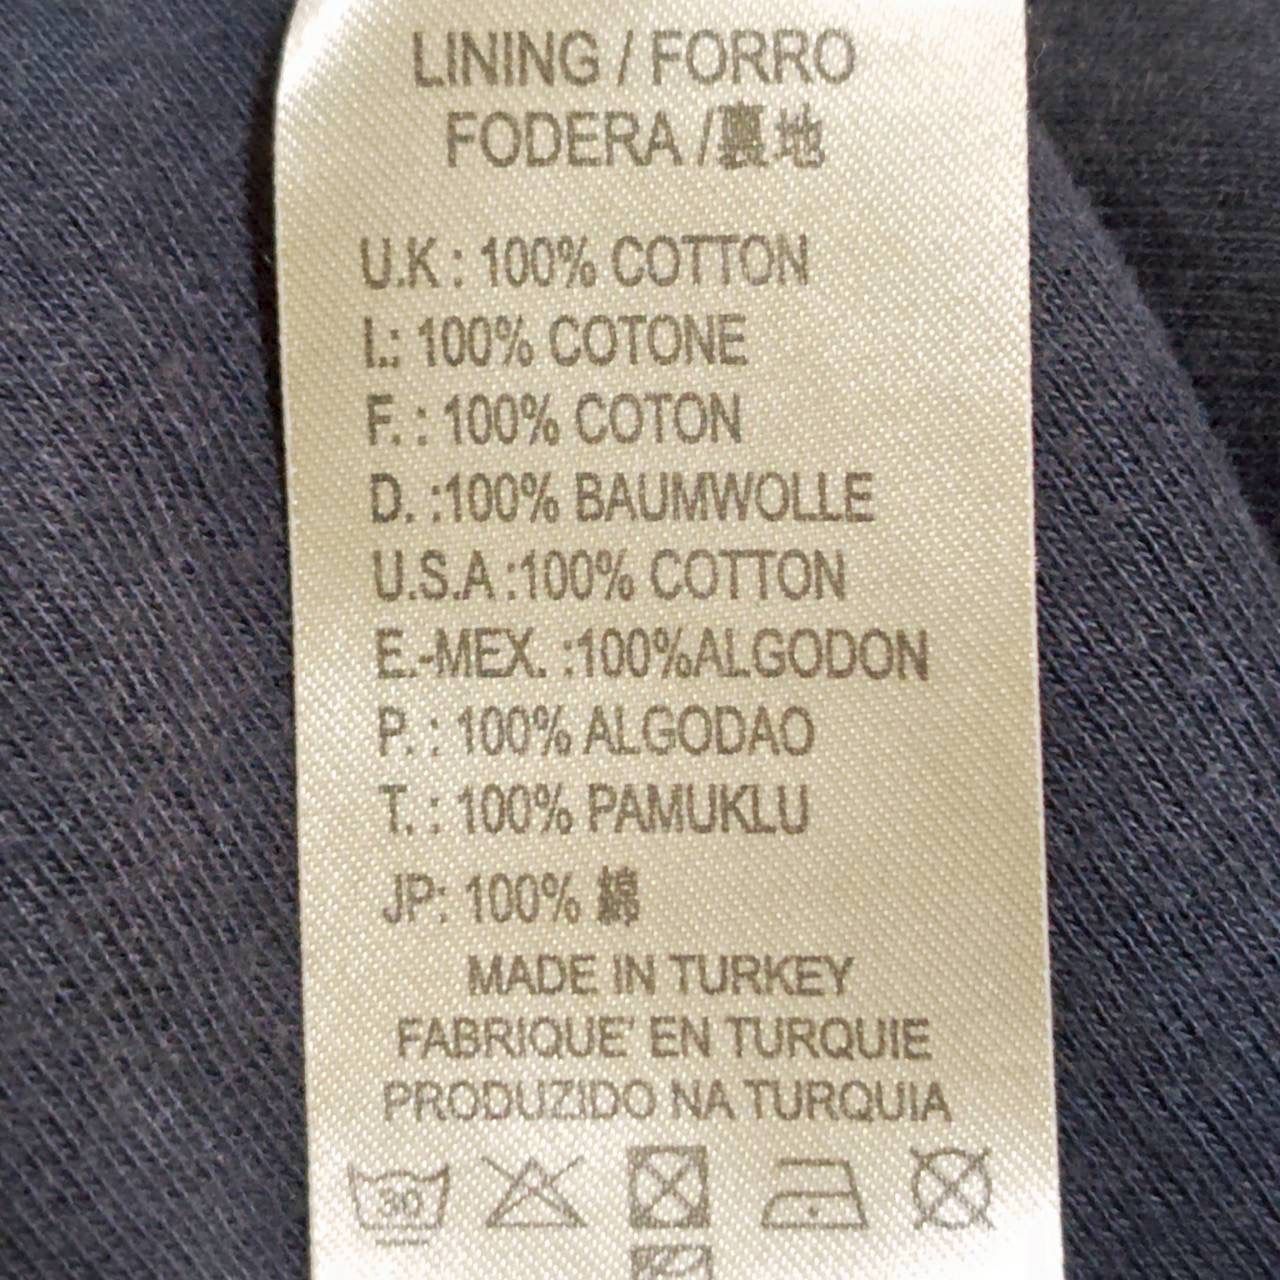 LINING / FORRO
FODERA /裏地
U.K : 100% COTTON
I.: 100% COTONE
F. : 100% COTON
D. :100% BAUMWOLLE
U.S.A :100% COTTON
E.-MEX. :100%ALGODON
P. : 100% ALGODAO
T. : 100% PAMUKLU
JP: 100% 綿
MADE IN TURKEY
FABRIQUE' EN TURQUIE
PRODUZIDO NA TURQUIA
30